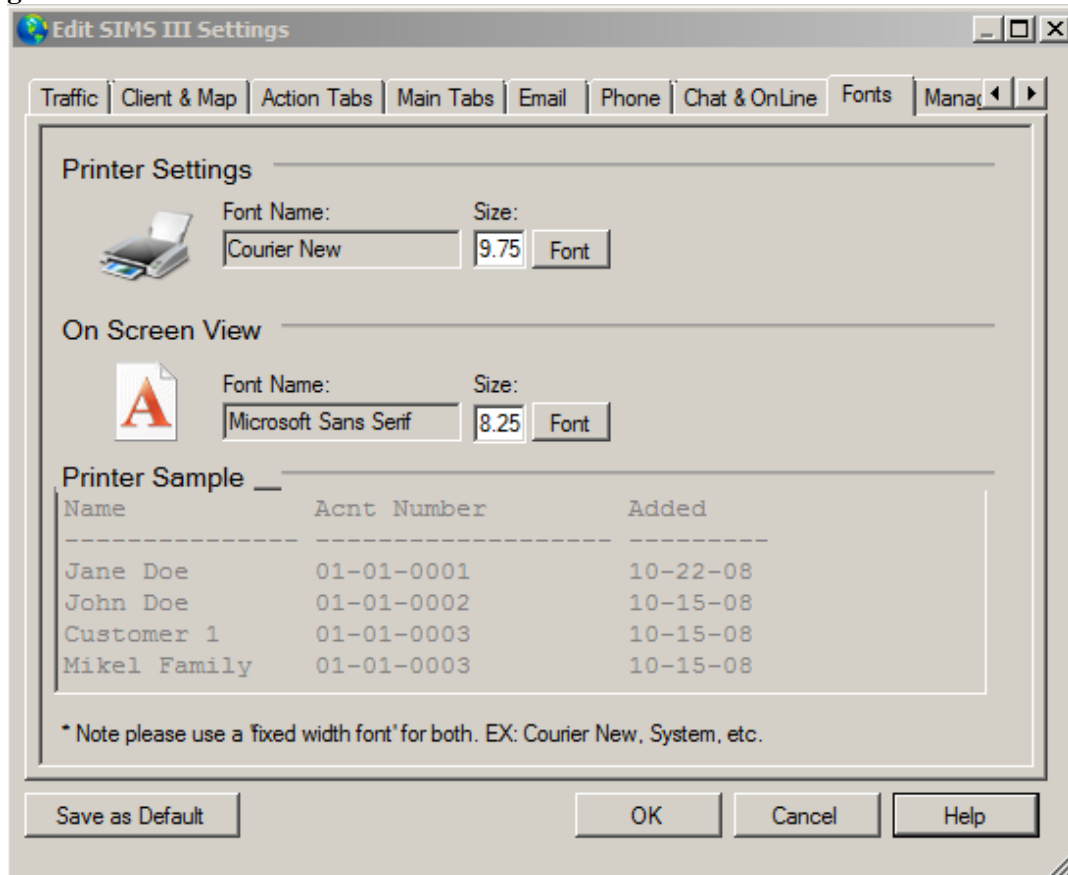 Edit SIMS III Settings
Traffic Client & Map Action Tabs Main Tabs Email Phone Chat & OnLine Fonts
Printer Settings
Font Name: Size:
Courier New 9.75 Font
On Screen View
A
Font Name: Size:
Microsoft Sans Serif 8.25 Font
Printer Sample __
Name Acnt Number Added
--------------- ------------------- ---------
Jane Doe 01-01-0001 10-22-08
John Doe 01-01-0002 10-15-08
Customer 1 01-01-0003 10-15-08
Mikel Family 01-01-0003 10-15-08
* Note please use a 'fixed width font' for both. EX: Courier New, System, etc.
Save as Default OK Cancel Help